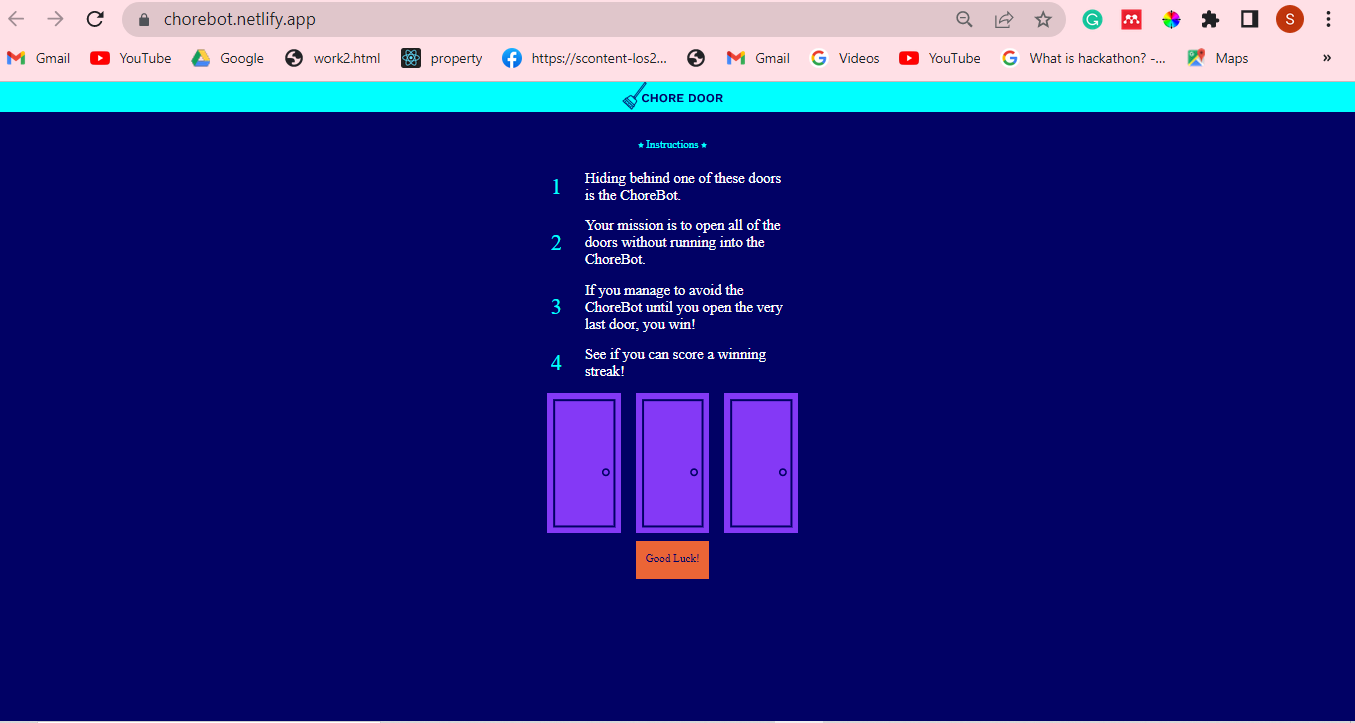 chorebot.netlify.app
S
Gmail YouTube Google work2.html property https://scontent-los2... Gmail Videos YouTube What is hackathon? -... Maps »
CHORE DOOR
★ Instructions ★
1 Hiding behind one of these doors
is the ChoreBot.
2 Your mission is to open all of the
doors without running into the
ChoreBot.
3 If you manage to avoid the
ChoreBot until you open the very
last door, you win!
4 See if you can score a winning
streak!
Good Luck!